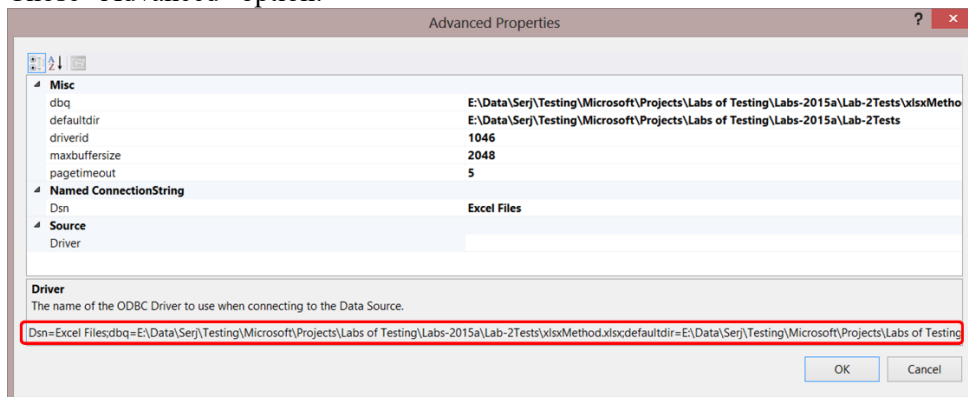 Advanced Properties
? ×
Misc
dbq E:\Data\Serj\Testing\Microsoft\Projects\Labs of Testing\Labs-2015a\Lab-2Tests\xlsxMetho
defaultdir E:\Data\Serj\Testing\Microsoft\Projects\Labs of Testing\Labs-2015a\Lab-2Tests
driverid 1046
maxbuffersize 2048
pagetimeout 5
Named ConnectionString
Dsn Excel Files
Source
Driver
Driver
The name of the ODBC Driver to use when connecting to the Data Source.
Dsn=Excel Files;dbq=E:\Data\Serj\Testing\Microsoft\Projects\Labs of Testing\Labs-2015a\Lab-2Tests\xlsxMethod.xlsx;defaultdir=E:\Data\Serj\Testing\Microsoft\Projects\Labs of Testing
OK Cancel